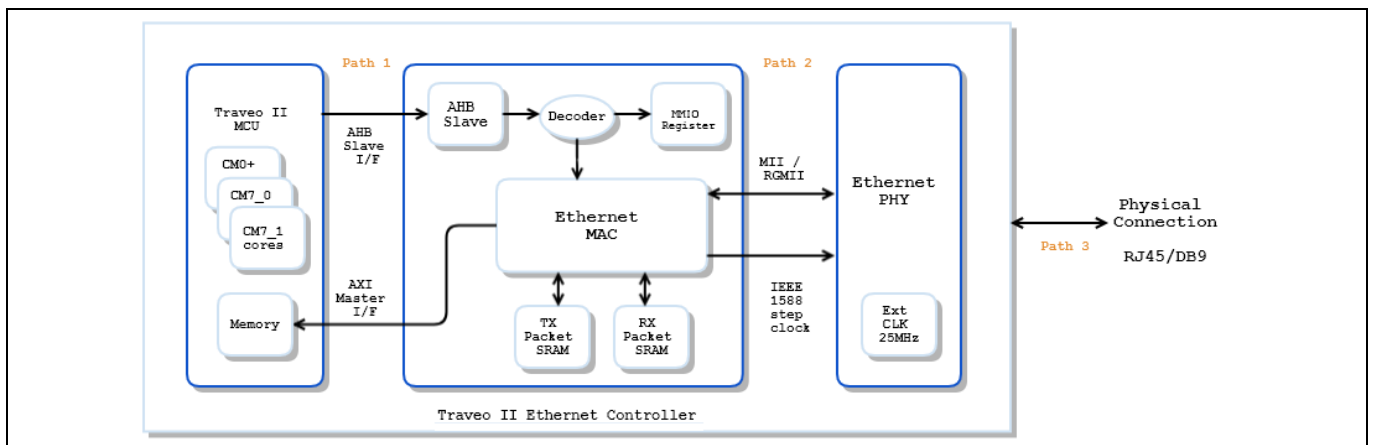 Path 1
Path 2
Traveo II
MCU
CM0+
CM7_0
CM7_1
cores
Memory
AHB
Slave
I/F
AXI
Master
I/F
AHB
Slave
Decoder
MMIO
Register
Ethernet
MAC
TX
Packet
SRAM
RX
Packet
SRAM
MII /
RGMII
IEEE
1588
step
clock
Ethernet
PHY
Ext
CLK
25MHz
Physical
Connection
Path 3
RJ45/DB9
Traveo II Ethernet Controller